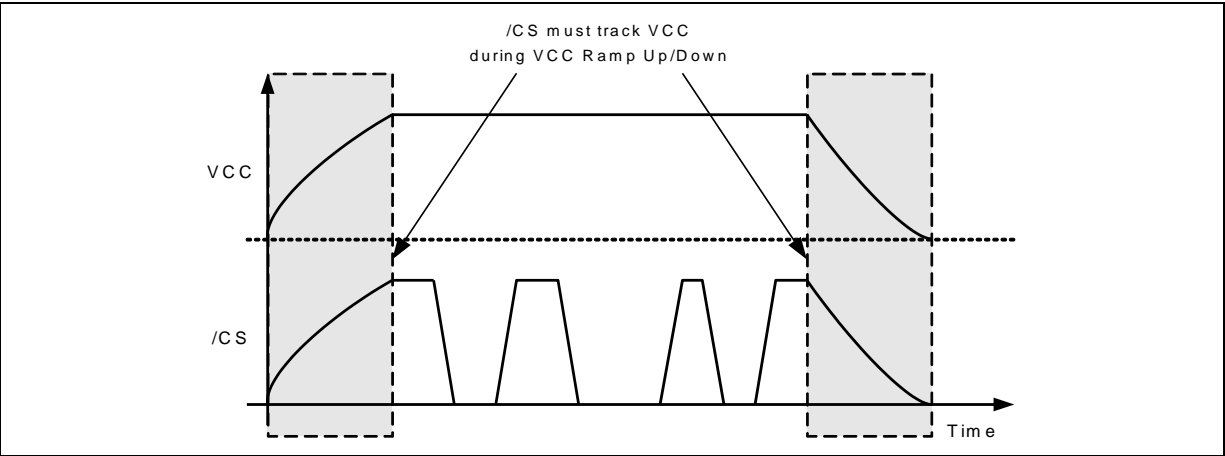 /CS must track VCC
during VCC Ramp Up/Down
VCC
/CS
Time